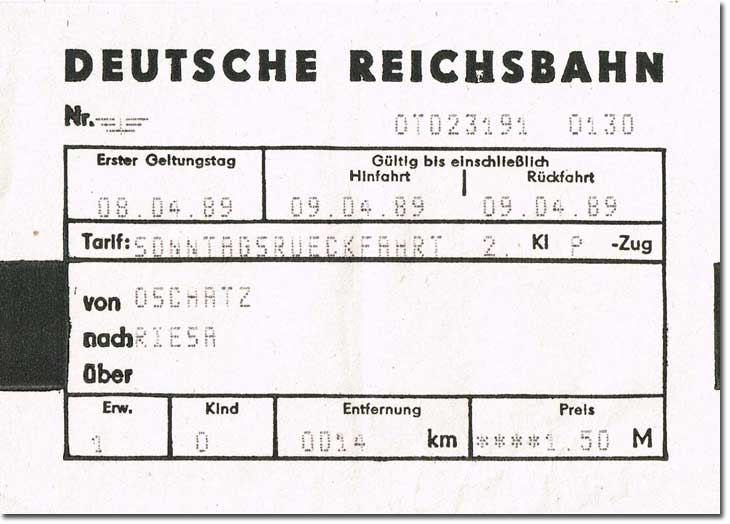 DEUTSCHE REICHSBAHN
Nr. OT023191 0130
Erster Geltungstag Gültig bis einschließlich
Hinfahrt Rückfahrt
08.04.89 09.04.89 09.04.89
Tarif: SONNTAGSRUECKFAHRT 2. Kl P -Zug
von OSCHATZ
nach RIESA
über
Erw. Kind Entfernung Preis
1 0 0014 km ****1.50 M